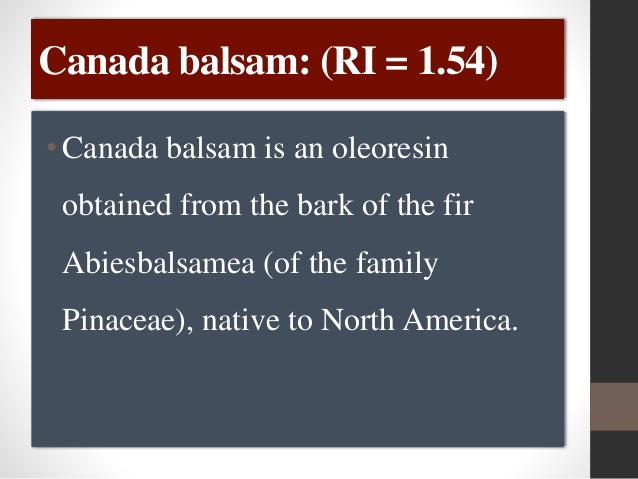 Canada balsam: (RI = 1.54)
•Canada balsam is an oleoresin
obtained from the bark of the fir
Abiesbalsamea (of the family
Pinaceae), native to North America.